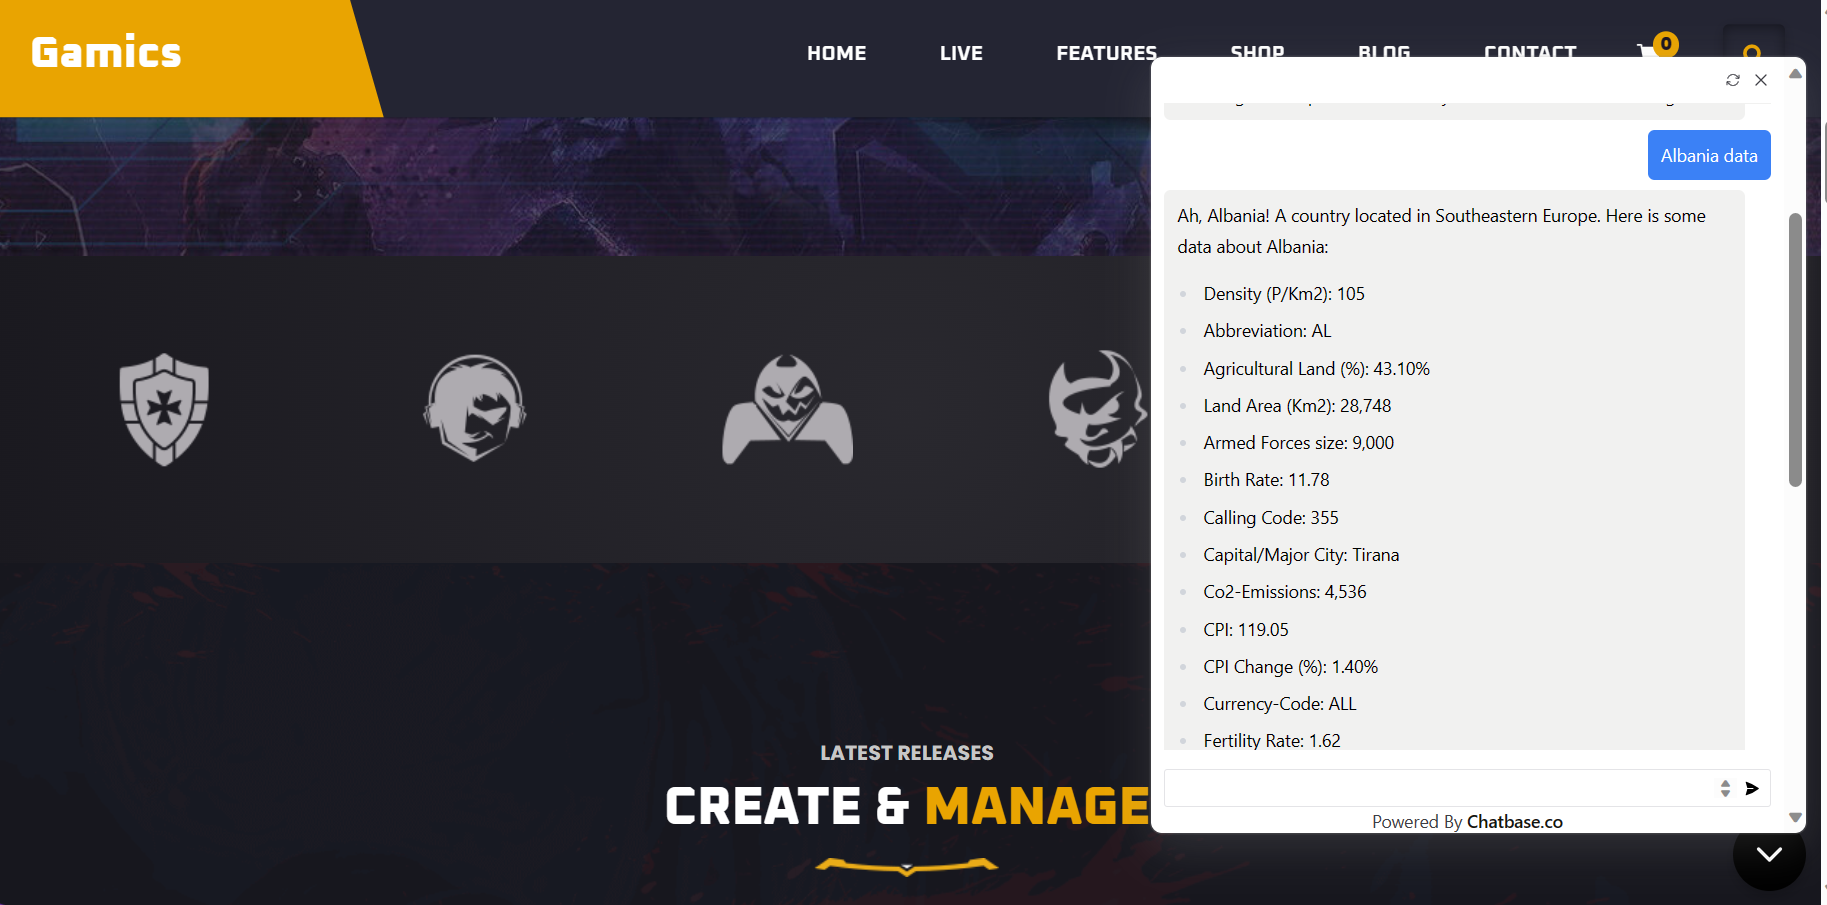 Gamics
HOME LIVE FEATURES SHOP BLOG CONTACT 0
Albania data
Ah, Albania! A country located in Southeastern Europe. Here is some
data about Albania:
Density (P/Km2): 105
Abbreviation: AL
Agricultural Land (%): 43.10%
Land Area (Km2): 28,748
Armed Forces size: 9,000
Birth Rate: 11.78
Calling Code: 355
Capital/Major City: Tirana
Co2-Emissions: 4,536
CPI: 119.05
CPI Change (%): 1.40%
Currency-Code: ALL
Fertility Rate: 1.62
Powered By Chatbase.co
LATEST RELEASES
CREATE & MANAGE